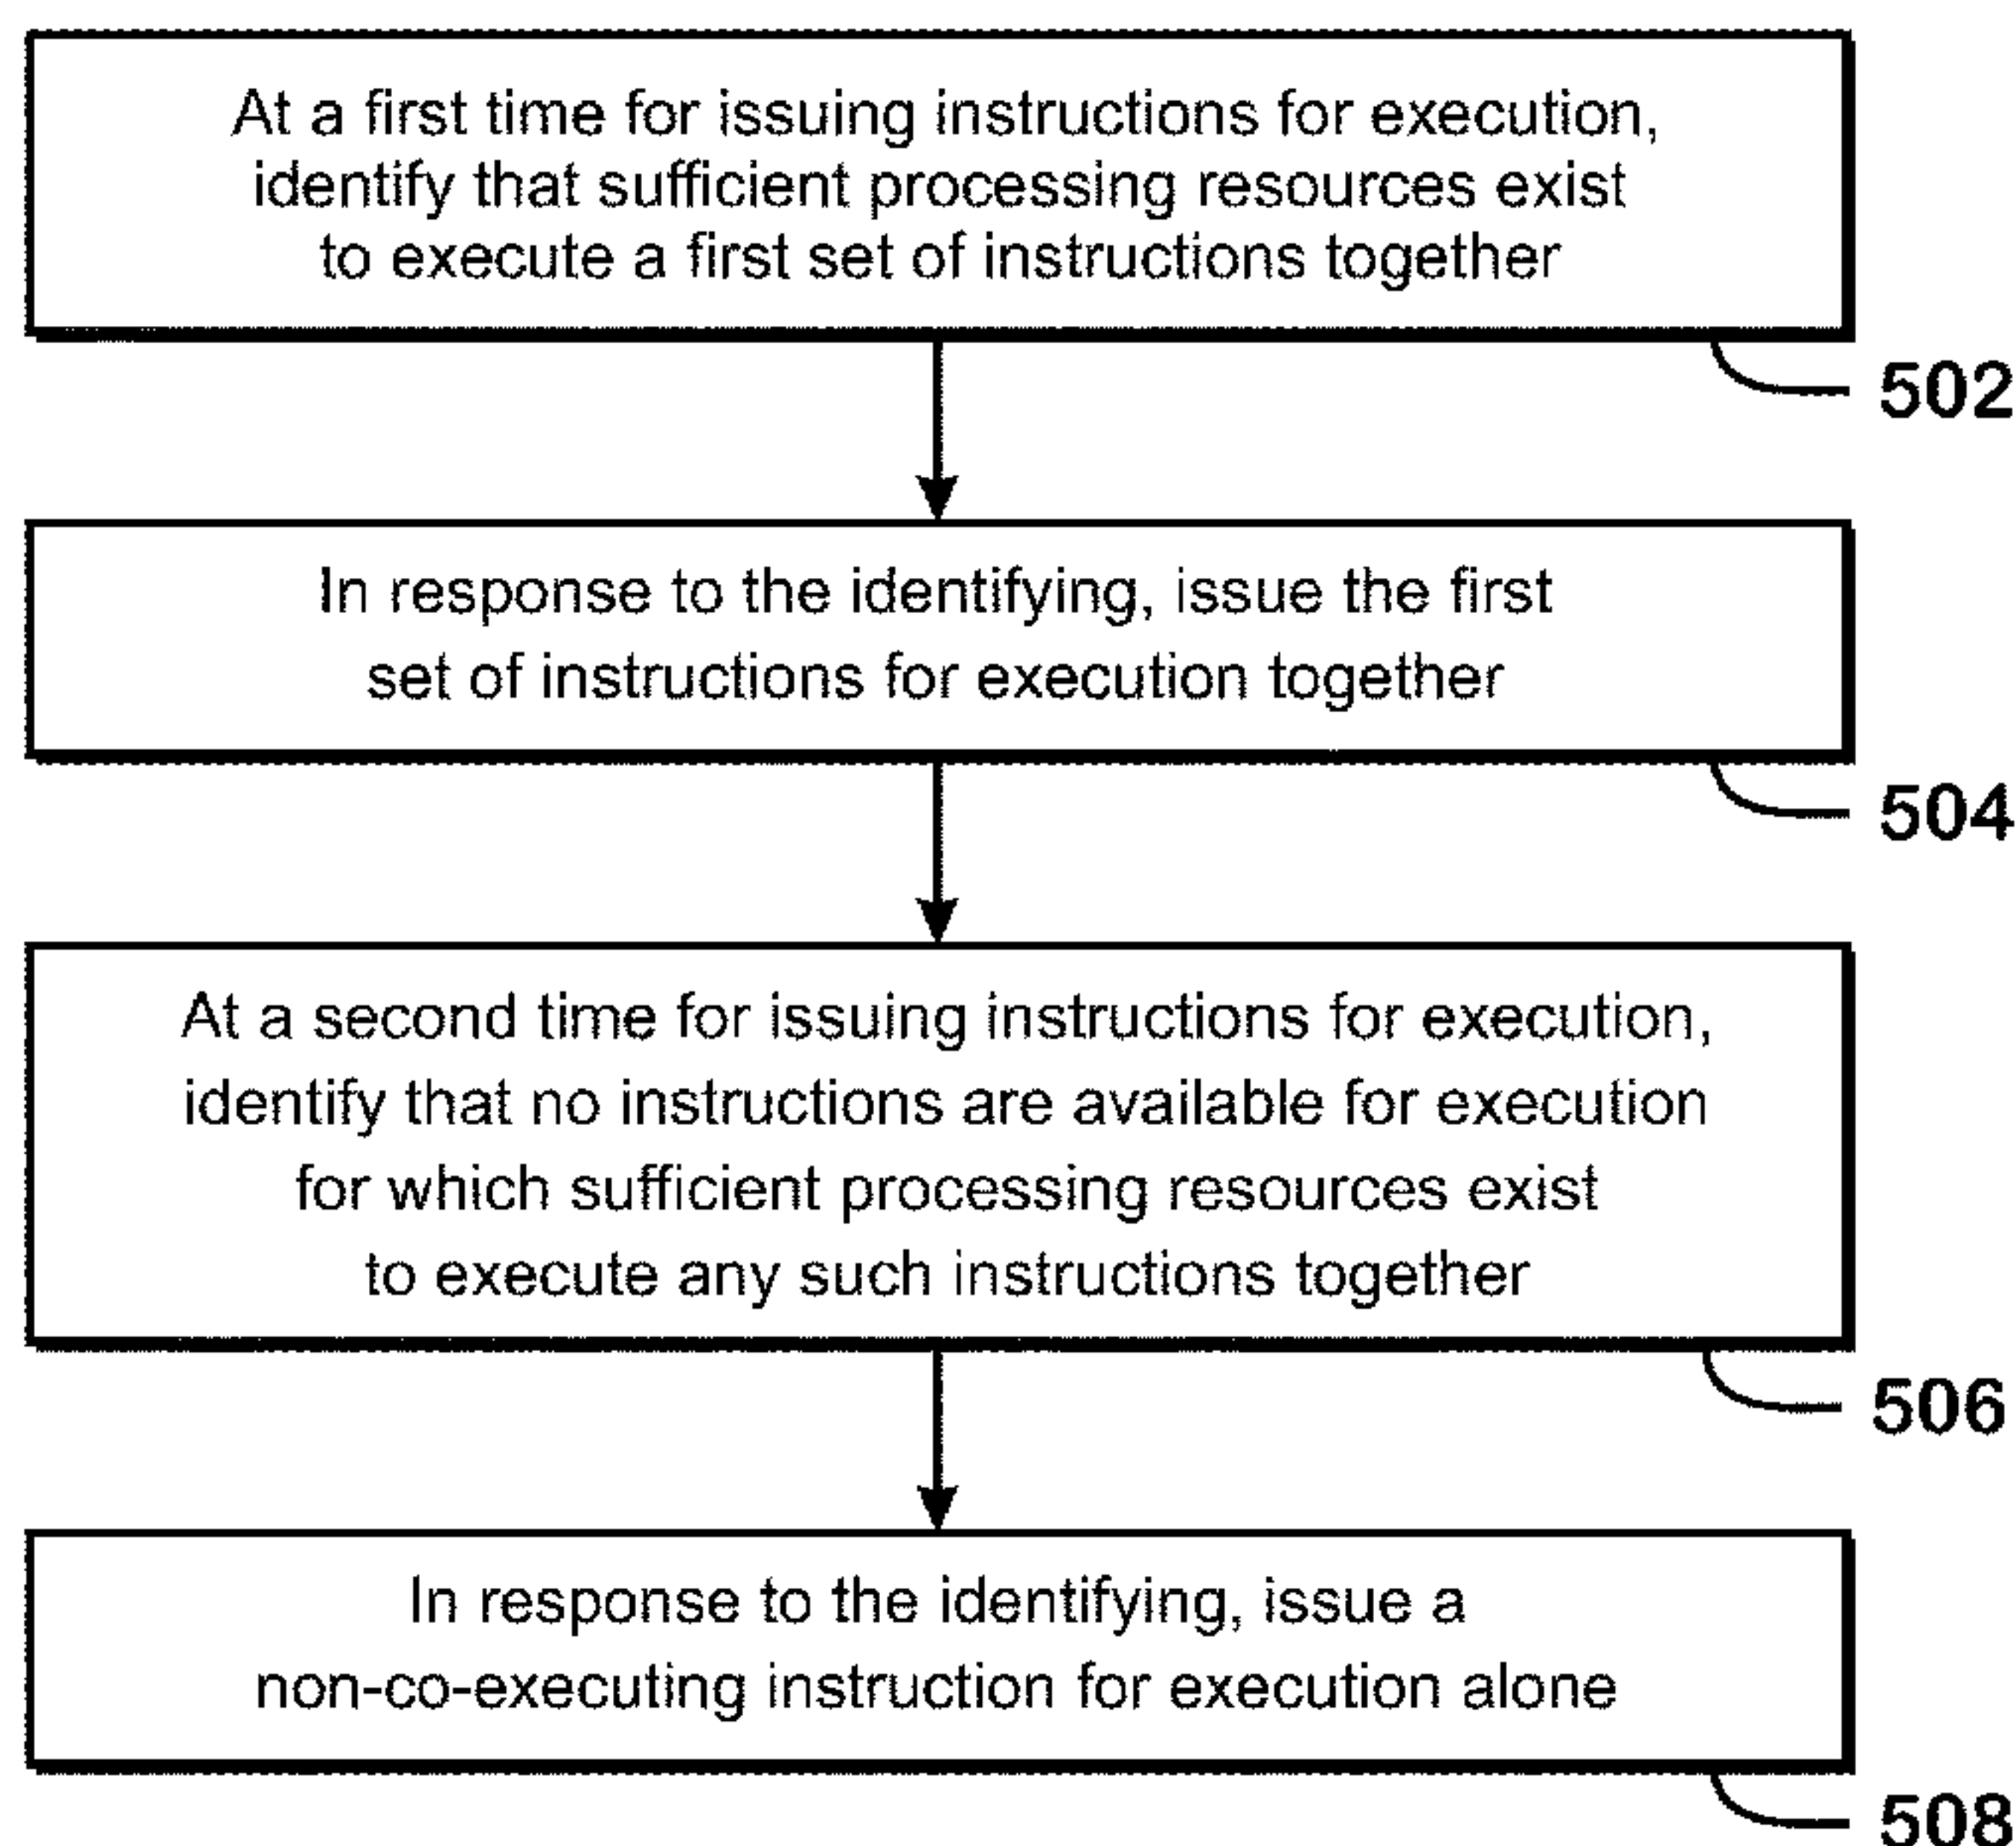 At a first time for issuing instructions for execution,
identify that sufficient processing resources exist
to execute a first set of instructions together
502
In response to the identifying, issue the first
set of instructions for execution together
504
At a second time for issuing instructions for execution,
identify that no instructions are available for execution
for which sufficient processing resources exist
to execute any such instructions together
506
In response to the identifying, issue a
non-co-executing instruction for execution alone
508